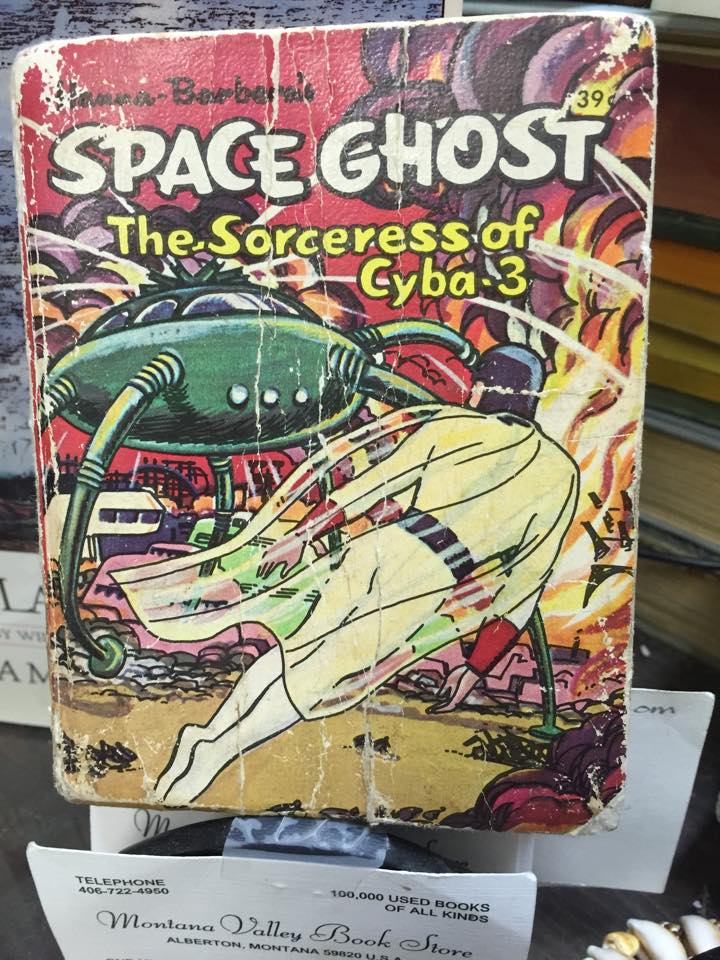 Hanna-Barbera's
39¢
SPACE GHOST
The Sorceress of
Cyba-3
TELEPHONE
406-722-4950
100,000 USED BOOKS
OF ALL KINDS
Montana Valley Book Store
ALBERTON, MONTANA 59820 U.S.A.